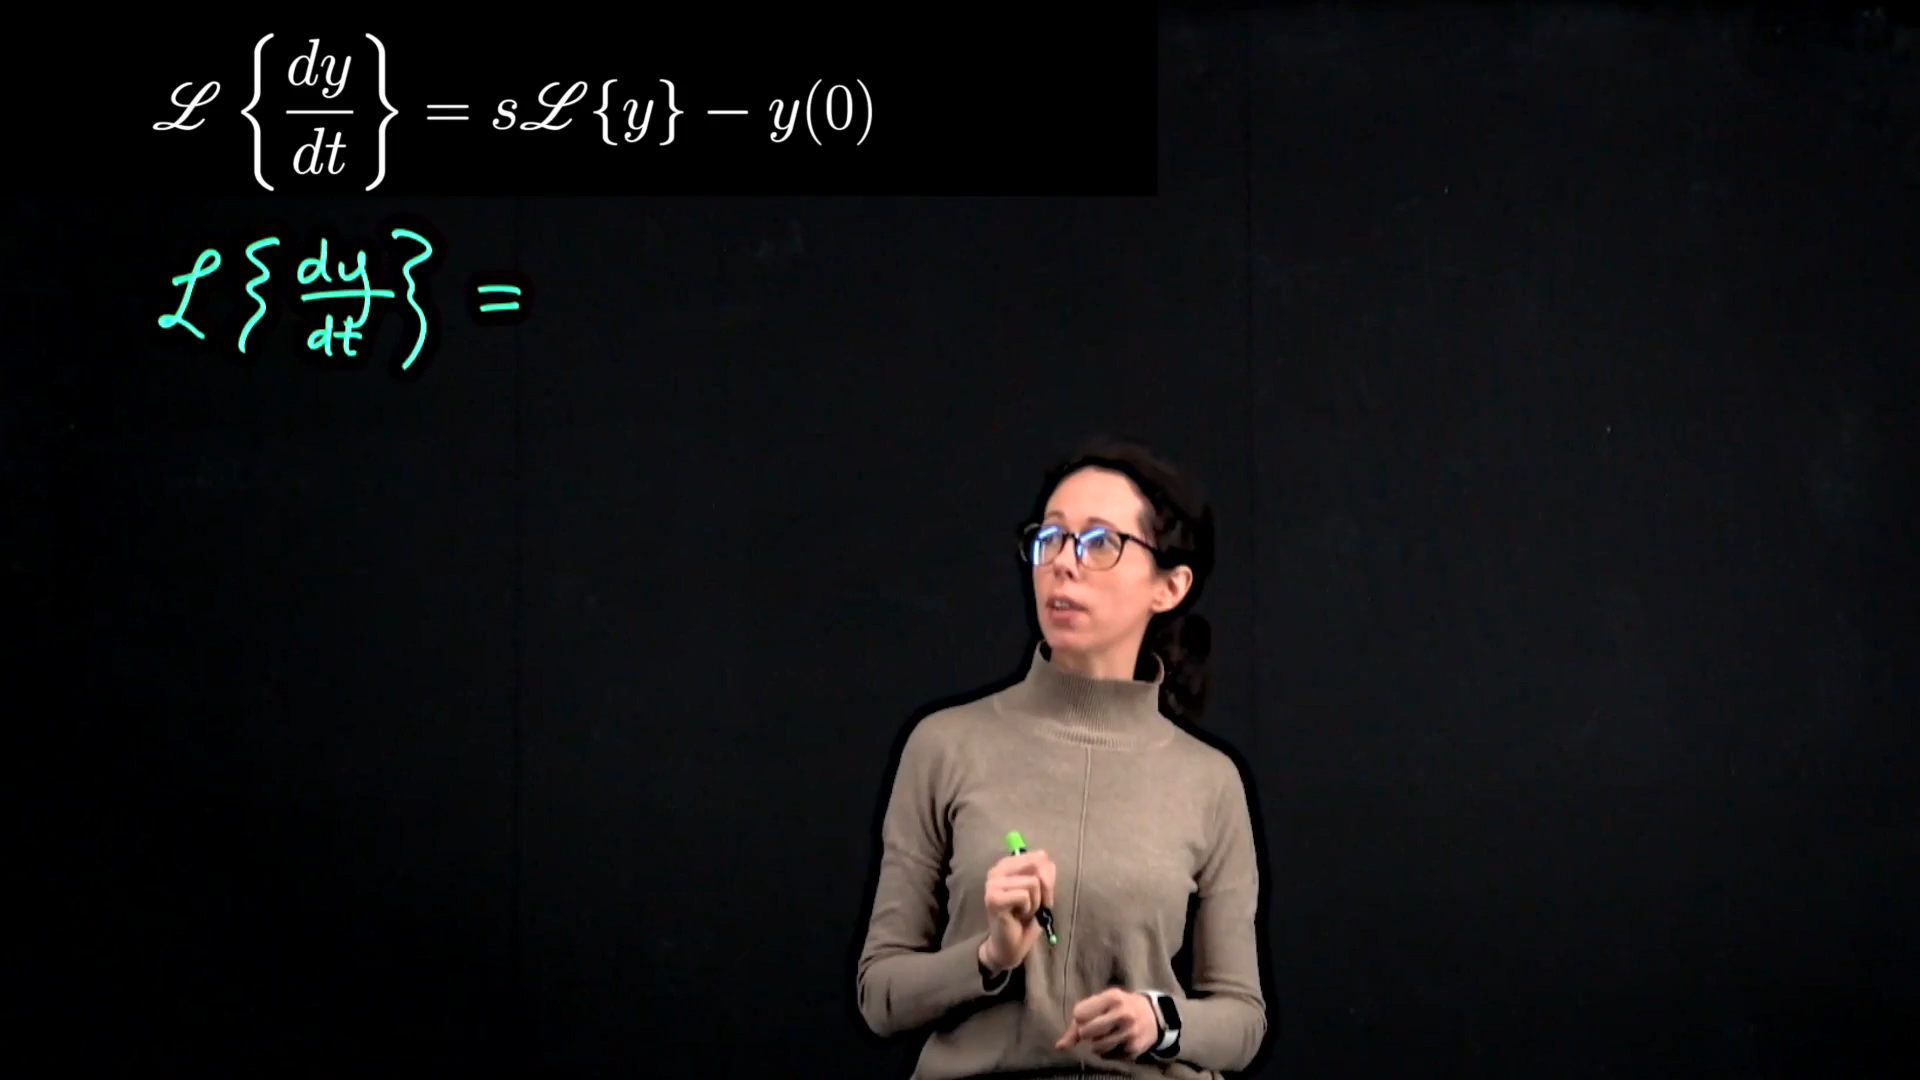 ℒ{dy/dt} = sℒ{y} − y(0)
ℒ{dy/dt} =